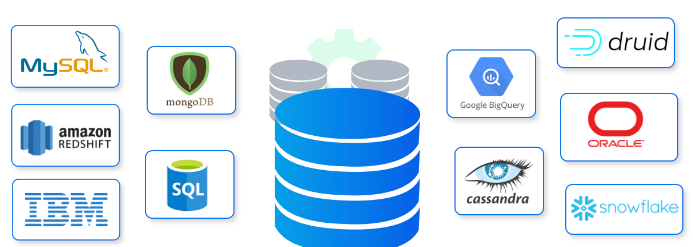 MySQL®
mongoDB
amazon
REDSHIFT
SQL
IBM
Google BigQuery
druid
cassandra
ORACLE
snowflake